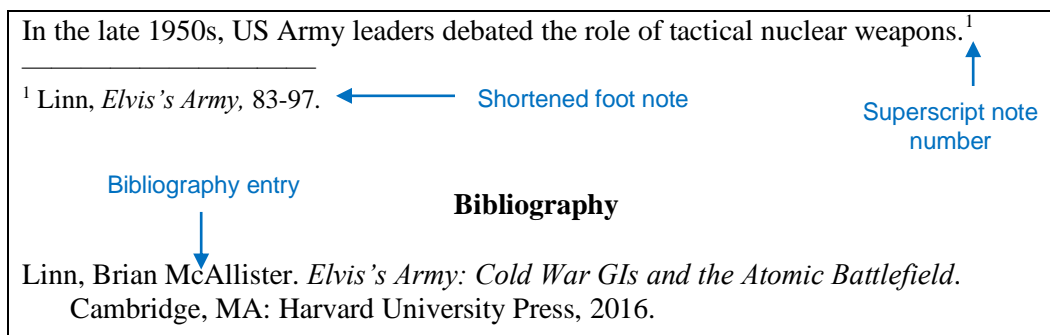 In the late 1950s, US Army leaders debated the role of tactical nuclear weapons.1
1 Linn, Elvis's Army, 83-97.
Shortened foot note
Superscript note
number
Bibliography entry
Bibliography
Linn, Brian McAllister. Elvis's Army: Cold War GIs and the Atomic Battlefield.
Cambridge, MA: Harvard University Press, 2016.